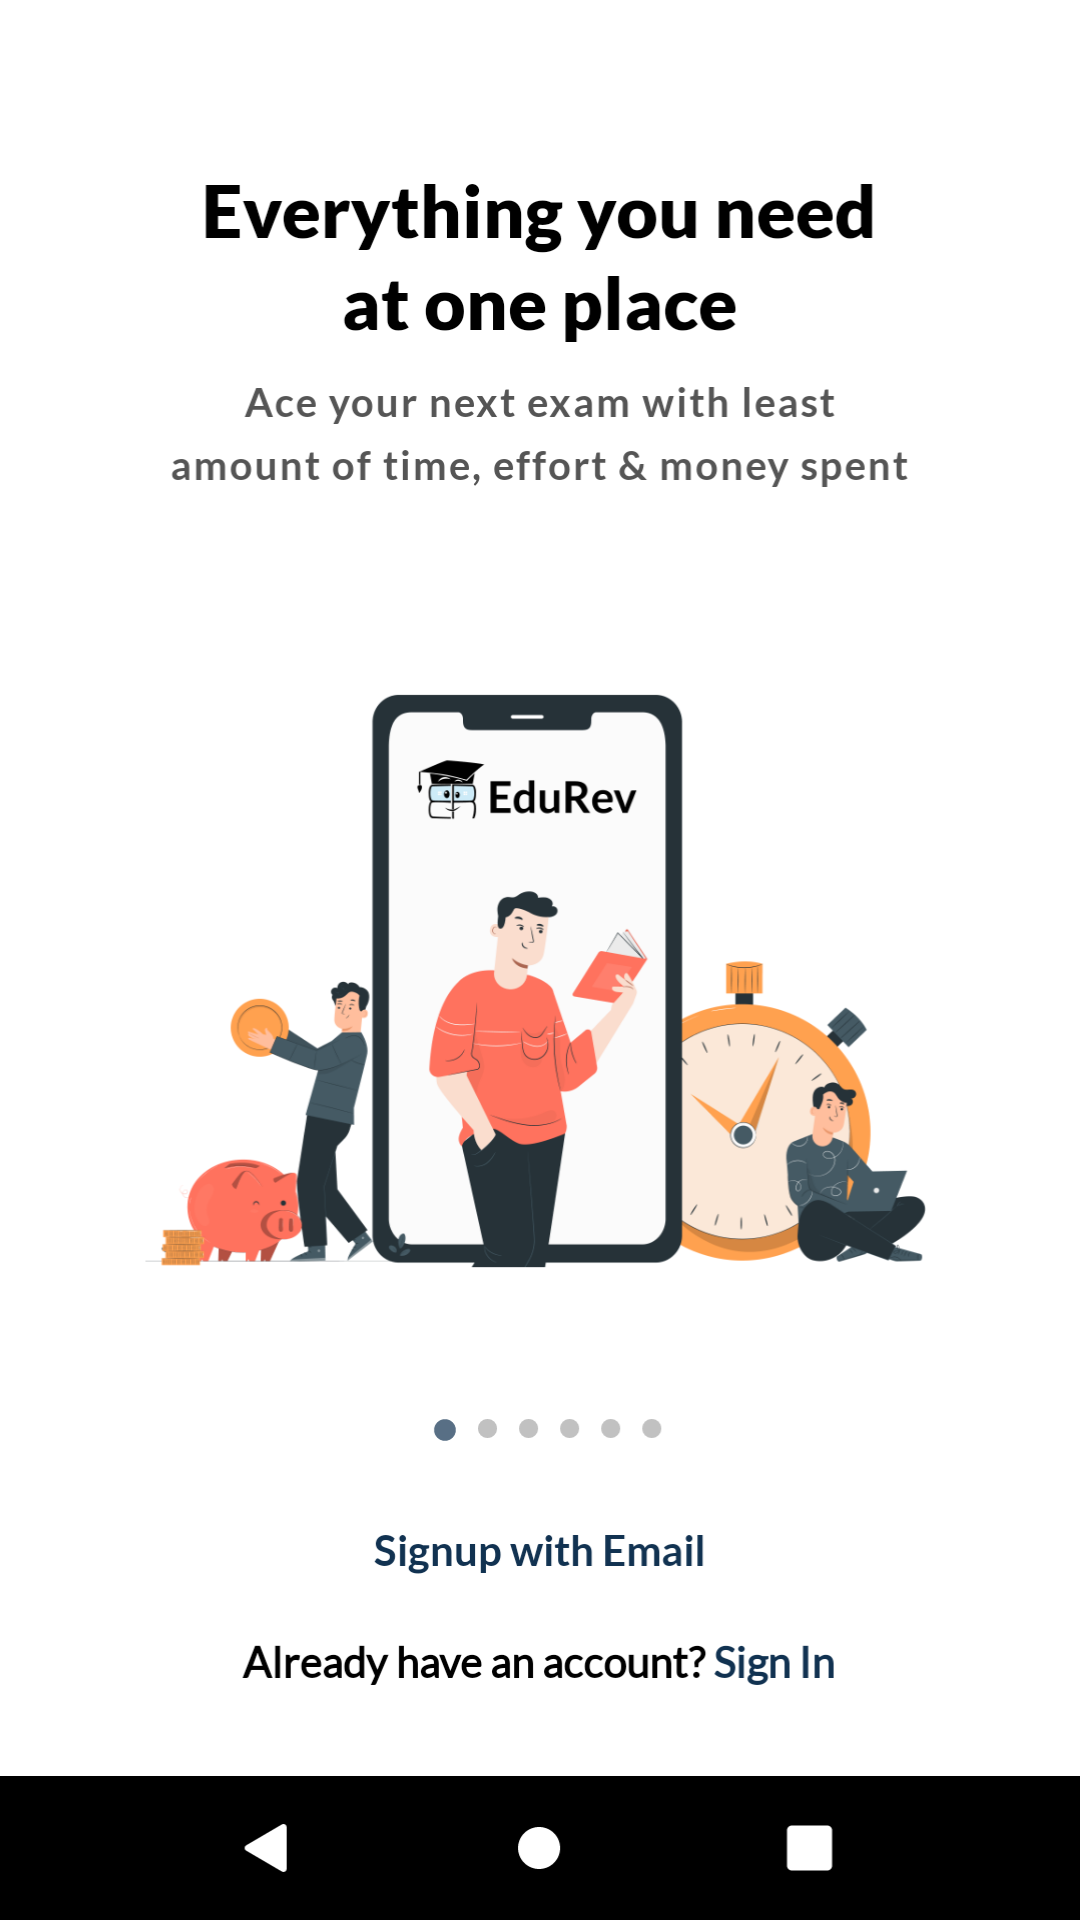 Everything you need
at one place
Ace your next exam with least
amount of time, effort & money spent
EduRev
Signup with Email
Already have an account? Sign In